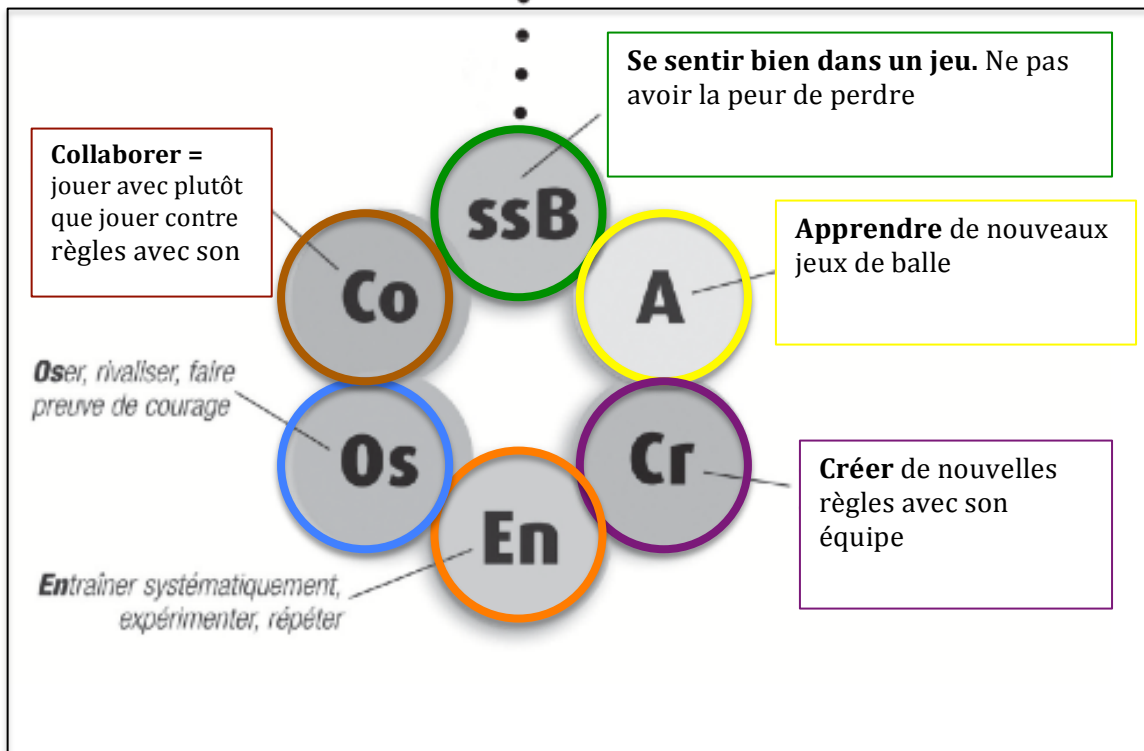 Se sentir bien dans un jeu. Ne pas
avoir la peur de perdre
Collaborer =
jouer avec plutôt
que jouer contre
règles avec son
ssB
Apprendre de nouveaux
jeux de balle
Co
A
Oser, rivaliser, faire
preuve de courage
Os
Cr
Créer de nouvelles
règles avec son
équipe
En
Entraîner systématiquement,
expérimenter, répéter